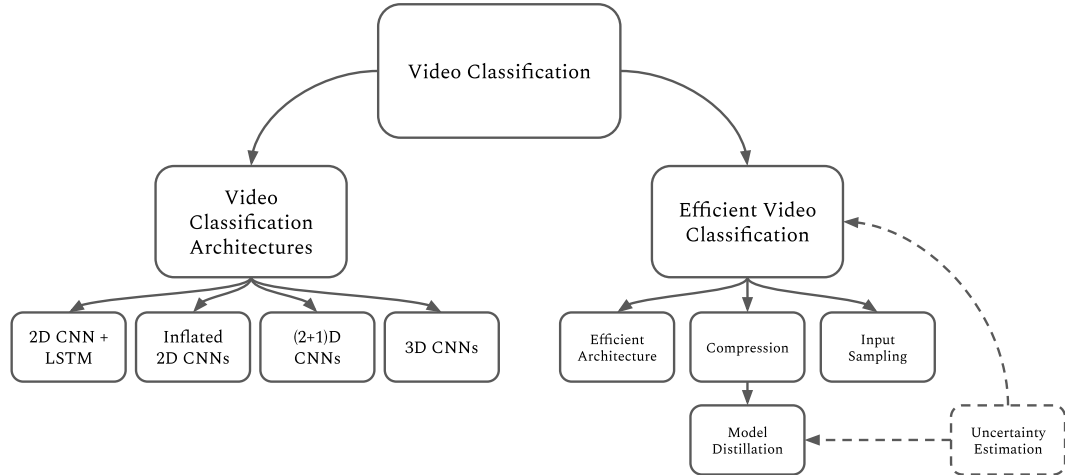 Video Classification
Video
Classification
Architectures
Efficient Video
Classification
2D CNN +
LSTM
Inflated
2D CNNs
(2+1)D
CNNs
3D CNNs
Efficient
Architecture
Compression
Input
Sampling
Model
Distillation
Uncertainty
Estimation